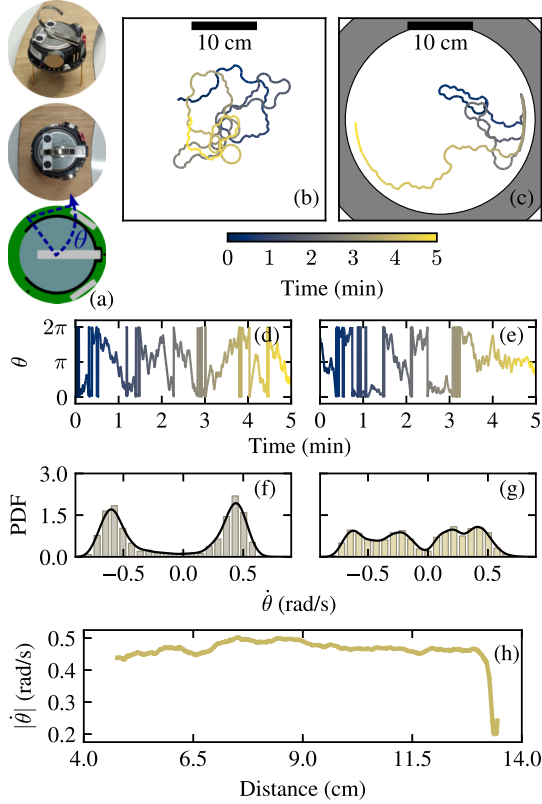 10 cm
10 cm
(b)
(c)
θ
(a)
0 1 2 3 4 5
Time (min)
2π
π
0
θ
(d)
(e)
0 1 2 3 4 5
0 1 2 3 4 5
Time (min)
3.0
1.5
0.0
PDF
(f)
(g)
−0.5 0.0 0.5
−0.5 0.0 0.5
θ̇ (rad/s)
0.5
0.4
0.3
0.2
|θ̇| (rad/s)
(h)
4.0 6.5 9.0 11.5 14.0
Distance (cm)